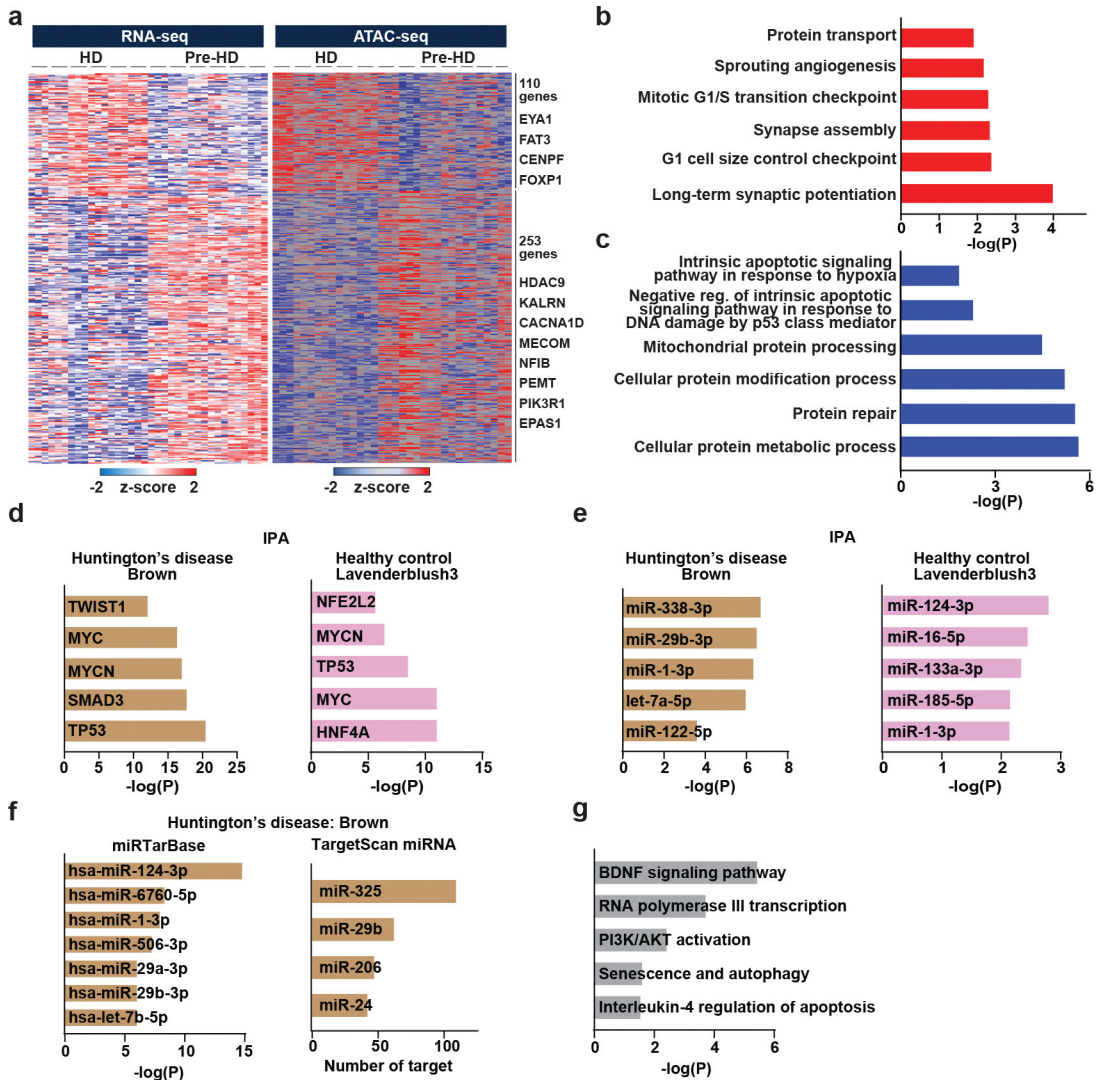 a
RNA-seq
ATAC-seq
HD
Pre-HD
HD
Pre-HD
110
genes
EYA1
FAT3
CENPF
FOXP1
253
genes
HDAC9
KALRN
CACNA1D
MECOM
NFIB
PEMT
PIK3R1
EPAS1
-2 z-score 2
-2 z-score 2
b
Protein transport
Sprouting angiogenesis
Mitotic G1/S transition checkpoint
Synapse assembly
G1 cell size control checkpoint
Long-term synaptic potentiation
0 1 2 3 4
-log(P)
c
Intrinsic apoptotic signaling
pathway in response to hypoxia
Negative reg. of intrinsic apoptotic
signaling pathway in response to
DNA damage by p53 class mediator
Mitochondrial protein processing
Cellular protein modification process
Protein repair
Cellular protein metabolic process
0 3 6
-log(P)
d
IPA
Huntington's disease
Brown
TWIST1
MYC
MYCN
SMAD3
TP53
0 5 10 15 20 25
-log(P)
Healthy control
Lavenderblush3
NFE2L2
MYCN
TP53
MYC
HNF4A
0 5 10 15
-log(P)
e
IPA
Huntington's disease
Brown
miR-338-3p
miR-29b-3p
miR-1-3p
let-7a-5p
miR-122-5p
0 2 4 6 8
-log(P)
Healthy control
Lavenderblush3
miR-124-3p
miR-16-5p
miR-133a-3p
miR-185-5p
miR-1-3p
0 1 2 3
-log(P)
f
Huntington's disease: Brown
miRTarBase
hsa-miR-124-3p
hsa-miR-6760-5p
hsa-miR-1-3p
hsa-miR-506-3p
hsa-miR-29a-3p
hsa-miR-29b-3p
hsa-let-7b-5p
0 5 10 15
-log(P)
TargetScan miRNA
miR-325
miR-29b
miR-206
miR-24
0 50 100
Number of target
g
BDNF signaling pathway
RNA polymerase III transcription
PI3K/AKT activation
Senescence and autophagy
Interleukin-4 regulation of apoptosis
0 2 4 6
-log(P)